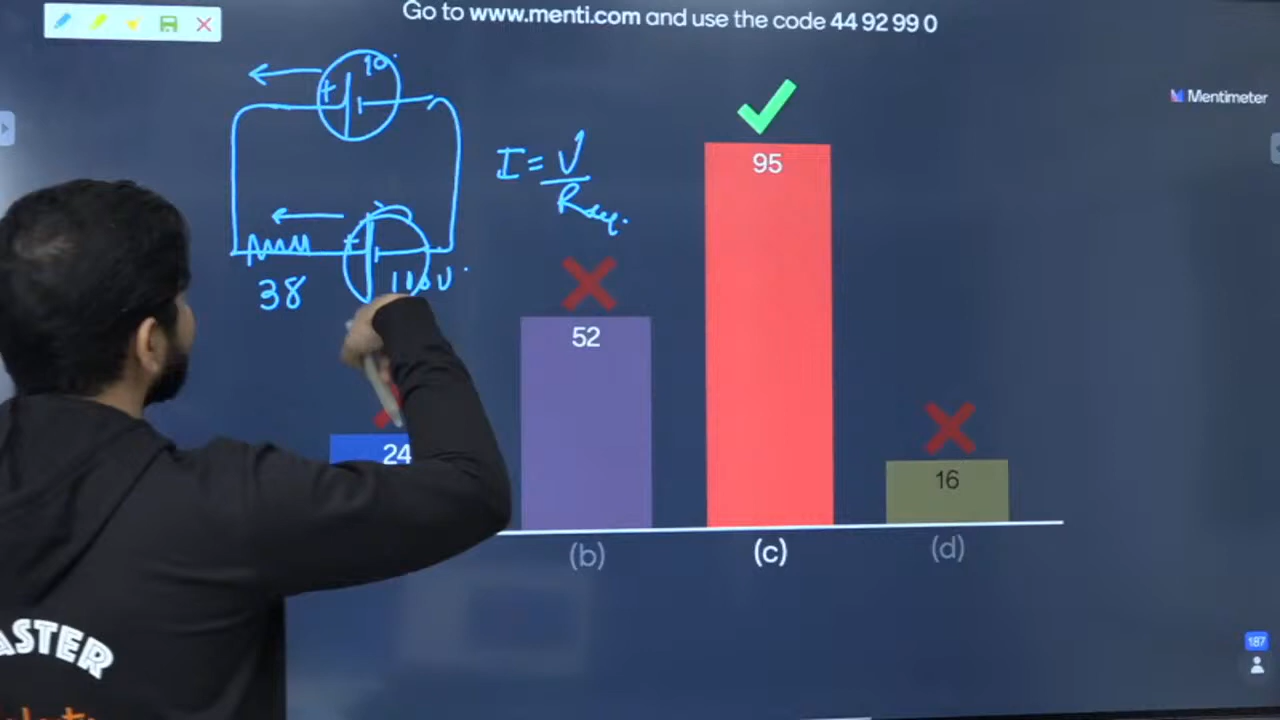 Go to www.menti.com and use the code 44 92 99 0
Mentimeter
10
+
I = V
R
+
38
95
52
24
16
(b)
(c)
(d)
187
ASTER